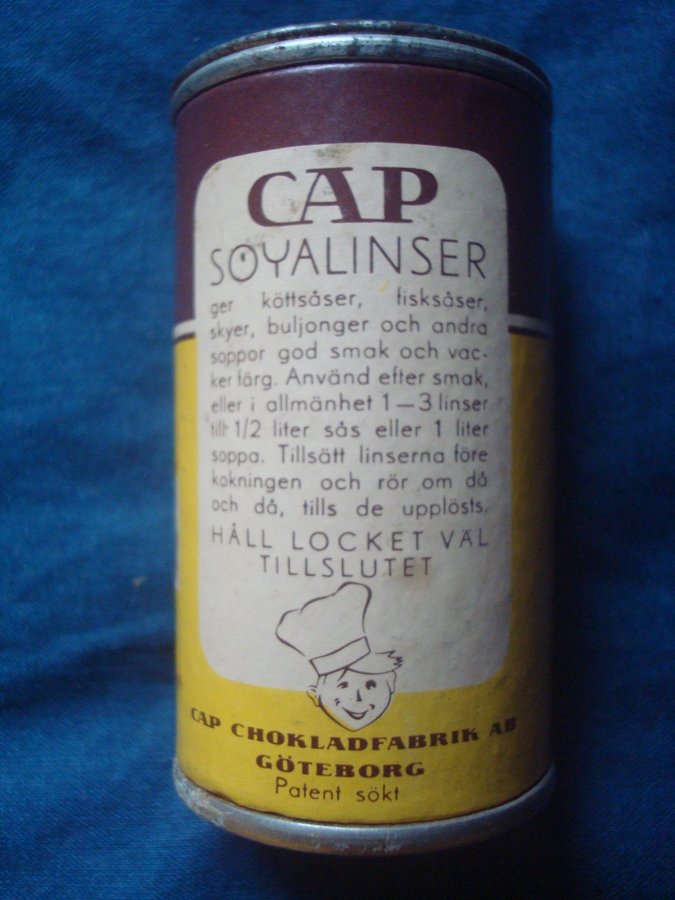 CAP
SOYALINSER
ger köttsåser, fisksåser,
skyer, buljonger och andra
soppor god smak och vac-
ker färg. Använd efter smak,
eller i allmänhet 1—3 linser
till 1/2 liter sås eller 1 liter
soppa. Tillsätt linserna före
kokningen och rör om då
och då, tills de upplösts.
HÅLL LOCKET VÄL
TILLSLUTET
CAP CHOKLADFABRIK AB
GÖTEBORG
Patent sökt